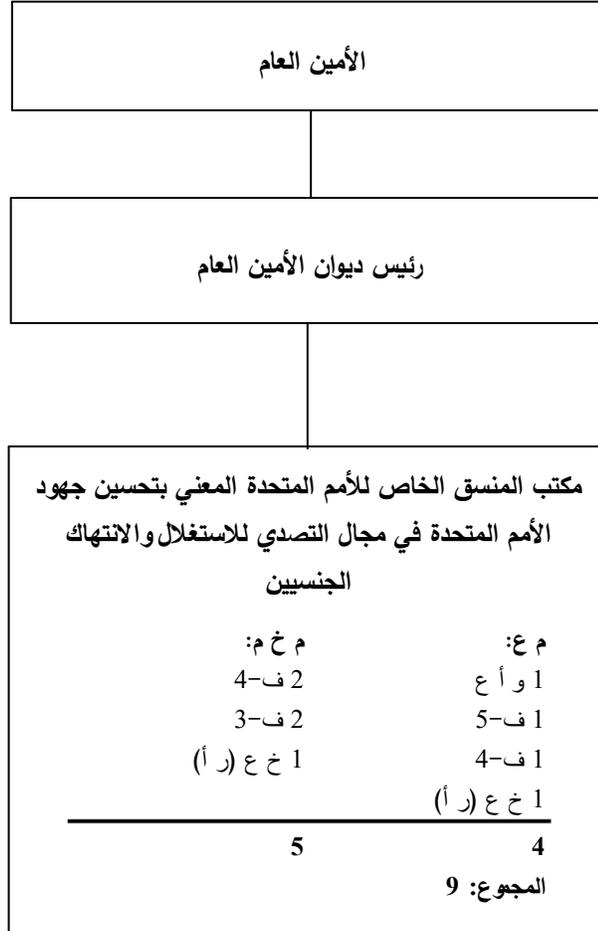 الأمين العام
رئيس ديوان الأمين العام
مكتب المنسق الخاص للأمم المتحدة المعني بتحسين جهود
الأمم المتحدة في مجال التصدي للاستغلال والانتهاك
الجنسيين
م ع: م خ م:
1 و أ ع 2 ف-4
1 ف-5 2 ف-3
1 ف-4 1 خ ع (ر أ)
1 خ ع (ر أ)
4 5
المجموع: 9